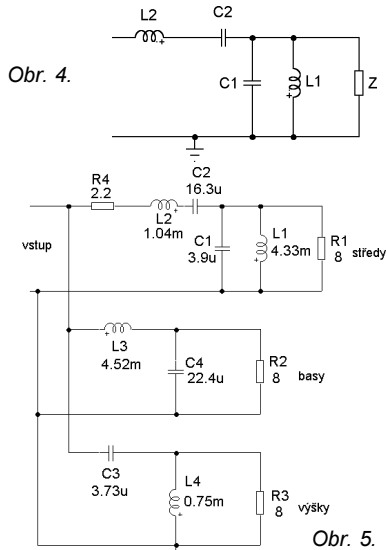 L2
C2
Obr. 4.
C1
L1
Z
R4
2.2
C2
16.3u
L2
1.04m
vstup
C1
3.9u
L1
4.33m
R1
8
středy
L3
4.52m
C4
22.4u
R2
8
basy
C3
3.73u
L4
0.75m
R3
8
výšky
Obr. 5.